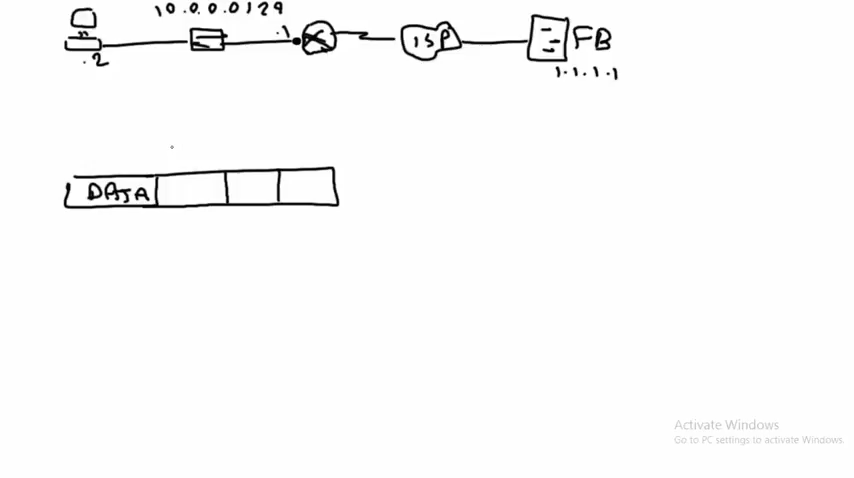 10.0.0.0/29
.1
ISP
FB
.2
1.1.1.1
DATA
Activate Windows
Go to PC settings to activate Windows.